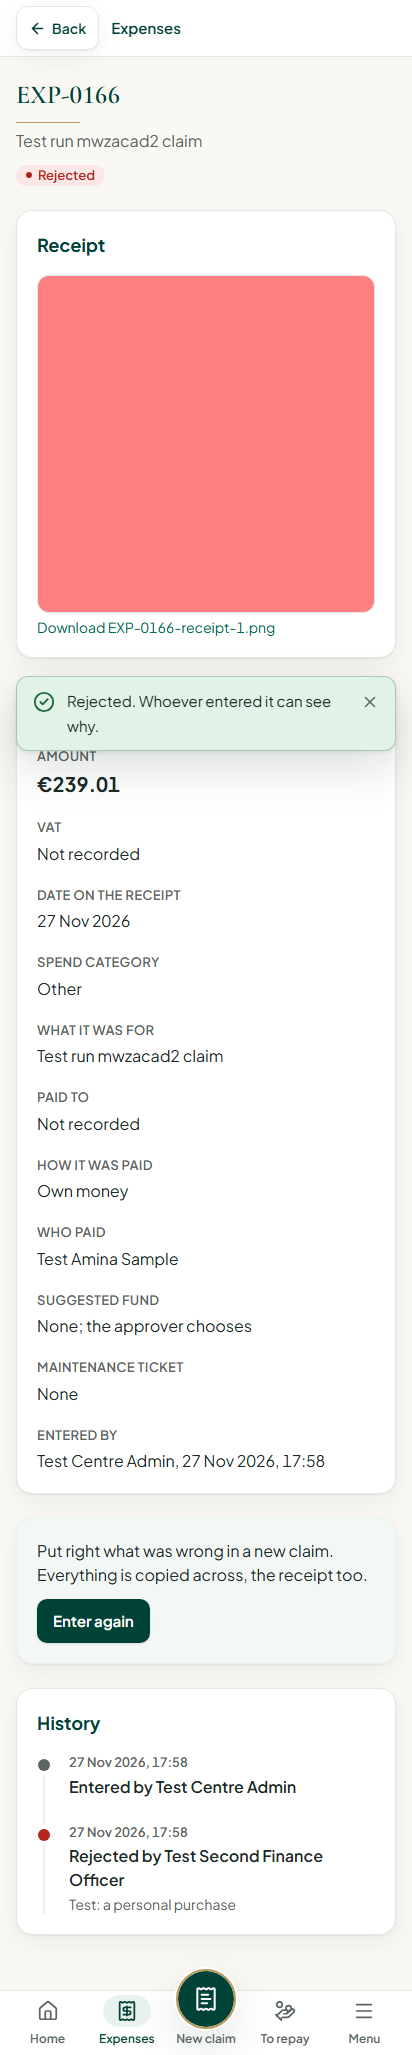 Back
Expenses
EXP-0166
Test run mwzacad2 claim
Rejected
Receipt
Download EXP-0166-receipt-1.png
Rejected. Whoever entered it can see
why.
AMOUNT
€239.01
VAT
Not recorded
DATE ON THE RECEIPT
27 Nov 2026
SPEND CATEGORY
Other
WHAT IT WAS FOR
Test run mwzacad2 claim
PAID TO
Not recorded
HOW IT WAS PAID
Own money
WHO PAID
Test Amina Sample
SUGGESTED FUND
None; the approver chooses
MAINTENANCE TICKET
None
ENTERED BY
Test Centre Admin, 27 Nov 2026, 17:58
Put right what was wrong in a new claim.
Everything is copied across, the receipt too.
Enter again
History
27 Nov 2026, 17:58
Entered by Test Centre Admin
27 Nov 2026, 17:58
Rejected by Test Second Finance
Officer
Test: a personal purchase
Home
Expenses
New claim
To repay
Menu